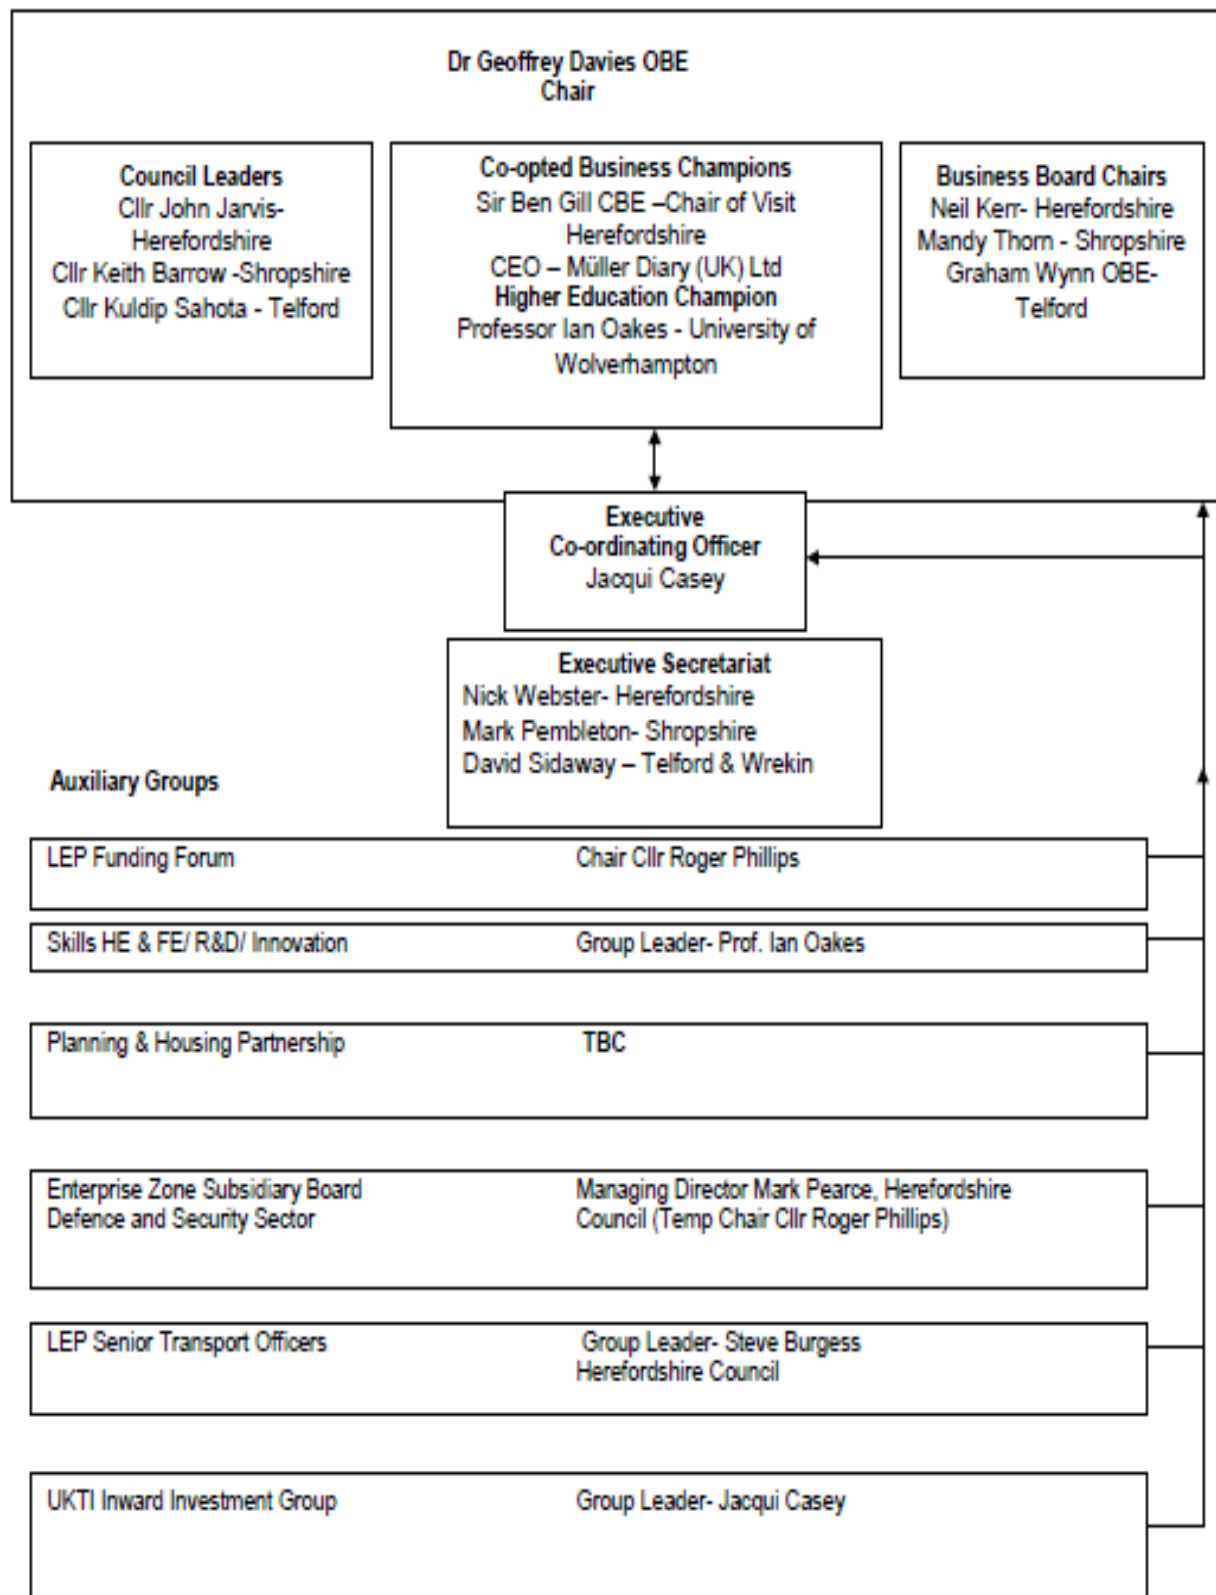 Dr Geoffrey Davies OBE
Chair
Council Leaders
Cllr John Jarvis-
Herefordshire
Cllr Keith Barrow -Shropshire
Cllr Kuldip Sahota - Telford
Co-opted Business Champions
Sir Ben Gill CBE –Chair of Visit
Herefordshire
CEO – Müller Diary (UK) Ltd
Higher Education Champion
Professor Ian Oakes - University of
Wolverhampton
Business Board Chairs
Neil Kerr- Herefordshire
Mandy Thorn - Shropshire
Graham Wynn OBE-
Telford
Executive
Co-ordinating Officer
Jacqui Casey
Executive Secretariat
Nick Webster- Herefordshire
Mark Pembleton- Shropshire
David Sidaway – Telford & Wrekin
Auxiliary Groups
LEP Funding Forum
Chair Cllr Roger Phillips
Skills HE & FE/ R&D/ Innovation
Group Leader- Prof. Ian Oakes
Planning & Housing Partnership
TBC
Enterprise Zone Subsidiary Board
Defence and Security Sector
Managing Director Mark Pearce, Herefordshire
Council (Temp Chair Cllr Roger Phillips)
LEP Senior Transport Officers
Group Leader- Steve Burgess
Herefordshire Council
UKTI Inward Investment Group
Group Leader- Jacqui Casey